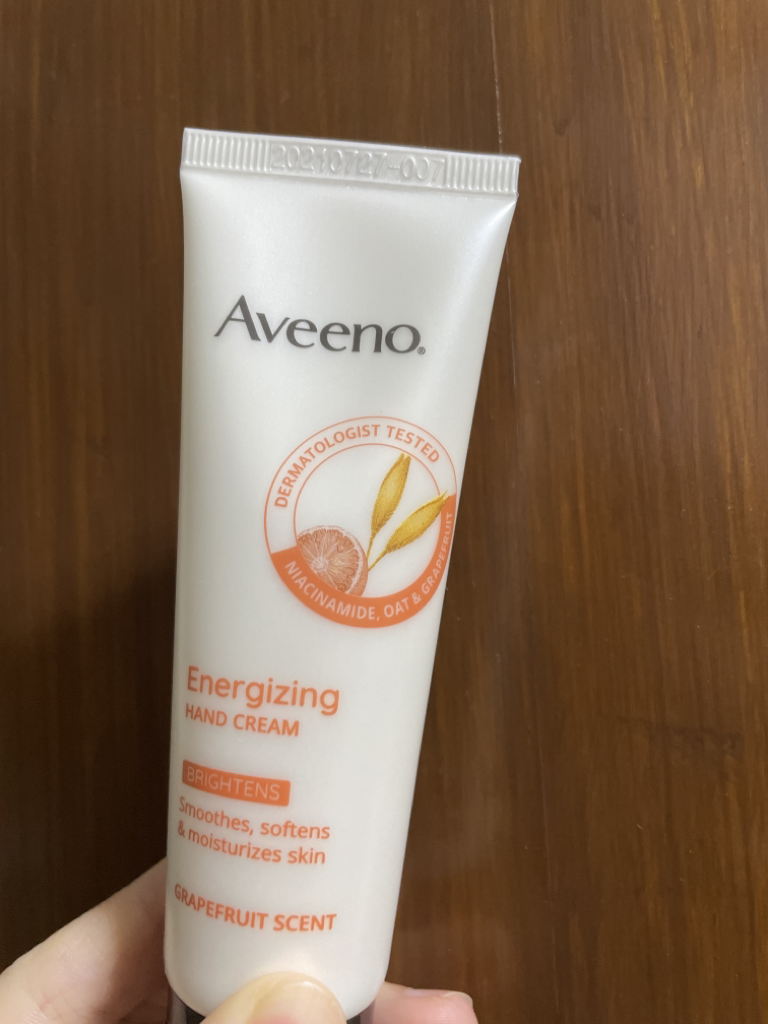 20240727-007
Aveeno®
DERMATOLOGIST TESTED
NIACINAMIDE, OAT & GRAPEFRUIT
Energizing
HAND CREAM
BRIGHTENS
Smoothes, softens
& moisturizes skin
GRAPEFRUIT SCENT